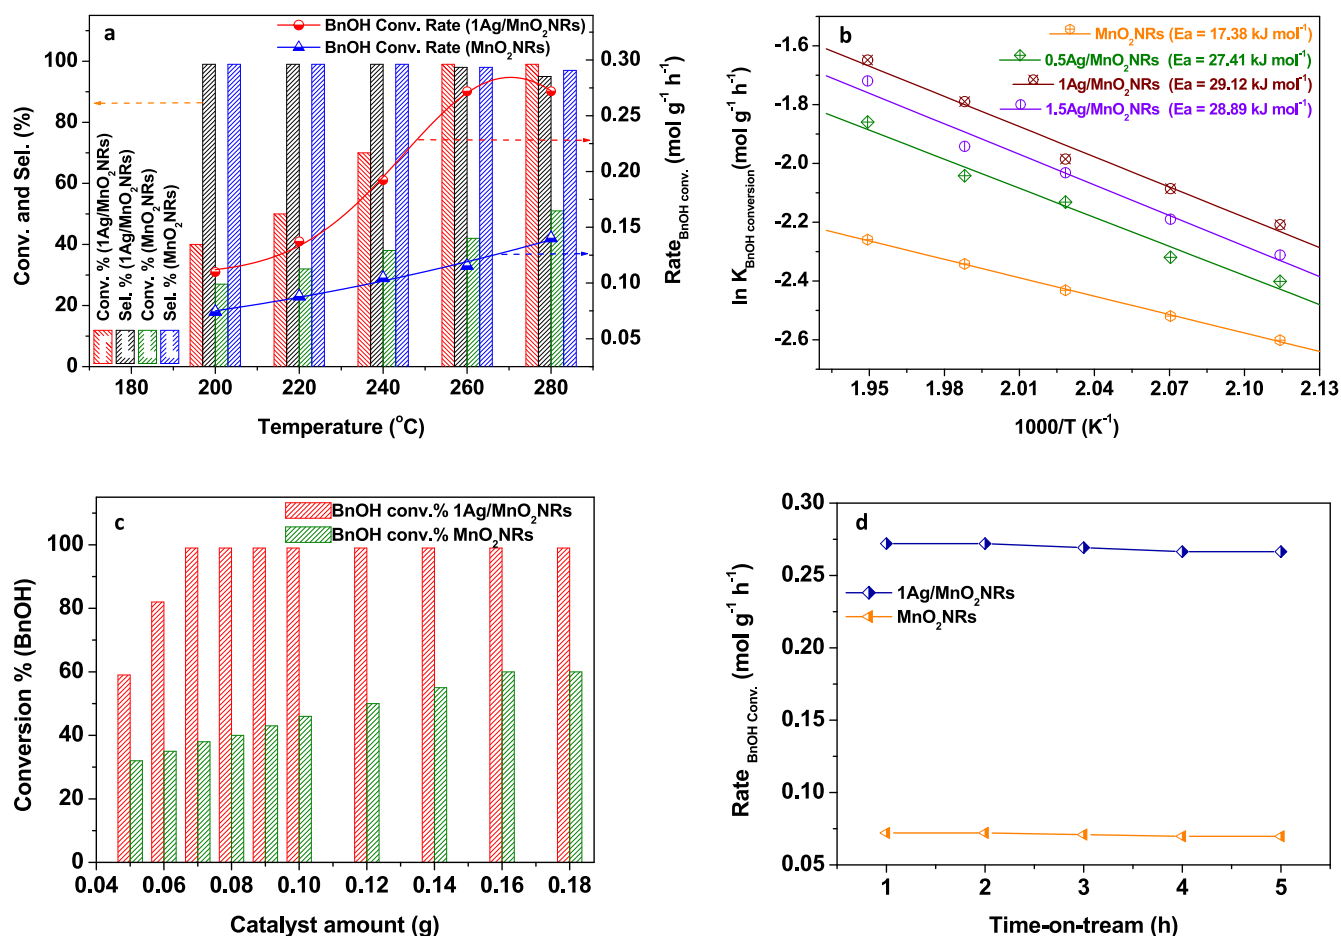 a
BnOH Conv. Rate (1Ag/MnO₂NRs)
BnOH Conv. Rate (MnO₂NRs)
Conv. and Sel. (%)
100
80
60
40
20
0
Conv. % (1Ag/MnO₂NRs)
Sel. % (1Ag/MnO₂NRs)
Conv. % (MnO₂NRs)
Sel. % (MnO₂NRs)
0.30
0.25
0.20
0.15
0.10
0.05
Rate BnOH conv. (mol g⁻¹ h⁻¹)
180 200 220 240 260 280
Temperature (°C)
b
MnO₂NRs (Ea = 17.38 kJ mol⁻¹)
0.5Ag/MnO₂NRs (Ea = 27.41 kJ mol⁻¹)
1Ag/MnO₂NRs (Ea = 29.12 kJ mol⁻¹)
1.5Ag/MnO₂NRs (Ea = 28.89 kJ mol⁻¹)
ln K BnOH conversion (mol g⁻¹ h⁻¹)
-1.6
-1.8
-2.0
-2.2
-2.4
-2.6
1.95 1.98 2.01 2.04 2.07 2.10 2.13
1000/T (K⁻¹)
c
BnOH conv.% 1Ag/MnO₂NRs
BnOH conv.% MnO₂NRs
Conversion % (BnOH)
100
80
60
40
20
0
0.04 0.06 0.08 0.10 0.12 0.14 0.16 0.18
Catalyst amount (g)
d
1Ag/MnO₂NRs
MnO₂NRs
Rate BnOH Conv. (mol g⁻¹ h⁻¹)
0.30
0.25
0.20
0.15
0.10
0.05
1 2 3 4 5
Time-on-tream (h)